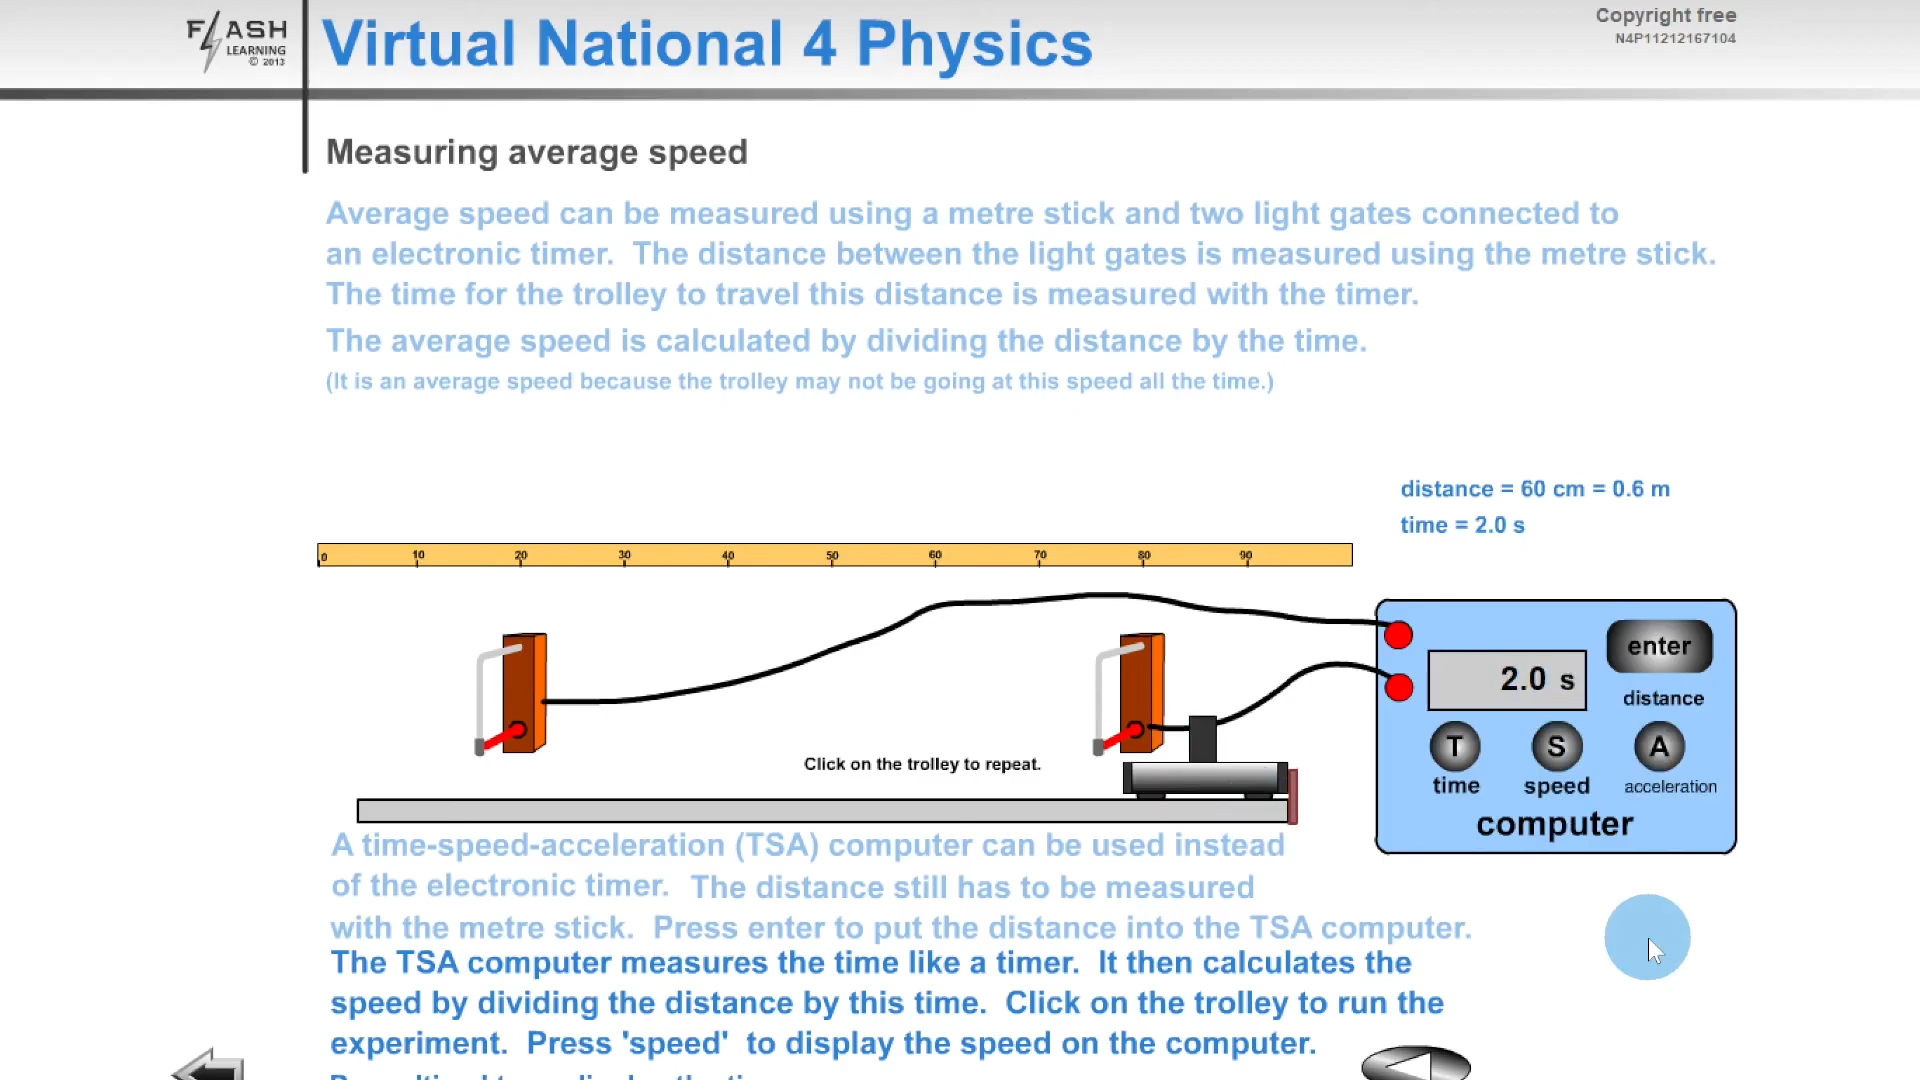 FLASH
LEARNING
© 2013
Virtual National 4 Physics
Copyright free
N4P11212167104
Measuring average speed
Average speed can be measured using a metre stick and two light gates connected to
an electronic timer. The distance between the light gates is measured using the metre stick.
The time for the trolley to travel this distance is measured with the timer.
The average speed is calculated by dividing the distance by the time.
(It is an average speed because the trolley may not be going at this speed all the time.)
distance = 60 cm = 0.6 m
time = 2.0 s
0 10 20 30 40 50 60 70 80 90
enter
2.0 s
distance
T S A
time speed acceleration
computer
Click on the trolley to repeat.
A time-speed-acceleration (TSA) computer can be used instead
of the electronic timer. The distance still has to be measured
with the metre stick. Press enter to put the distance into the TSA computer.
The TSA computer measures the time like a timer. It then calculates the
speed by dividing the distance by this time. Click on the trolley to run the
experiment. Press 'speed' to display the speed on the computer.